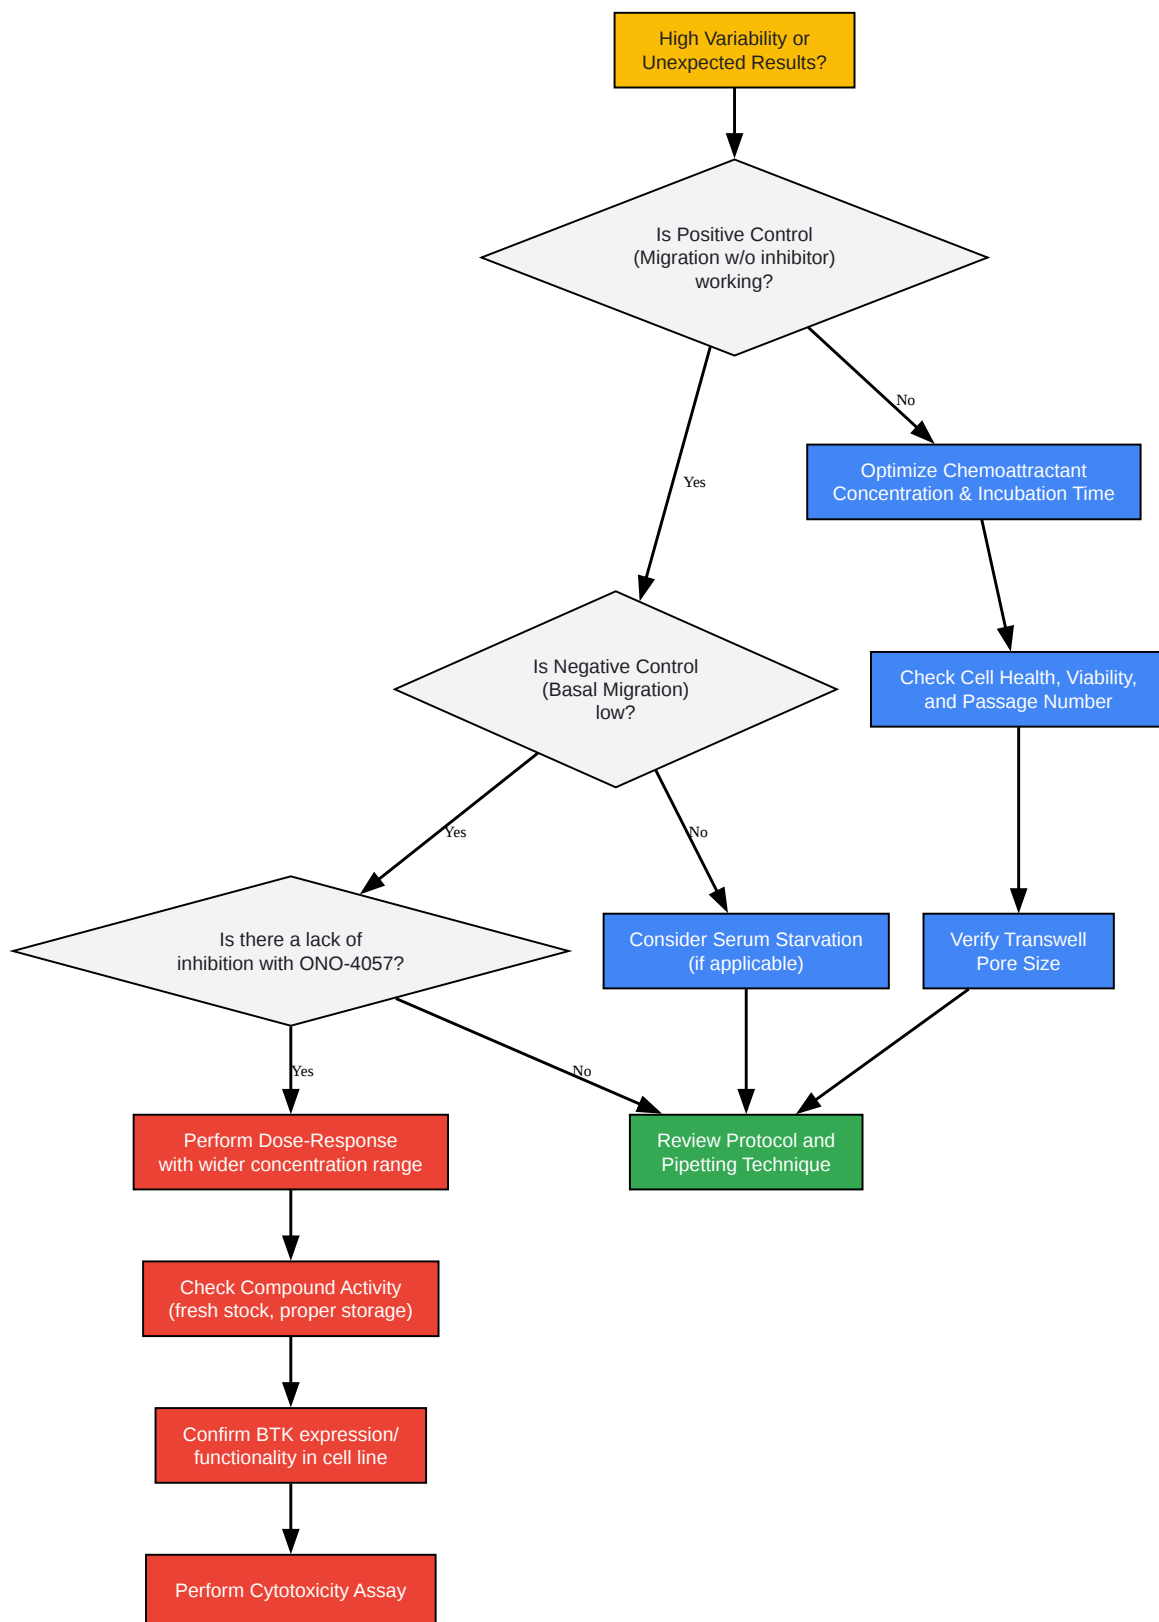 High Variability or
Unexpected Results?
Is Positive Control
(Migration w/o inhibitor)
working?
No
Optimize Chemoattractant
Concentration & Incubation Time
Yes
Is Negative Control
(Basal Migration)
low?
Check Cell Health, Viability,
and Passage Number
Yes
No
Is there a lack of
inhibition with ONO-4057?
Consider Serum Starvation
(if applicable)
Verify Transwell
Pore Size
Yes
No
Perform Dose-Response
with wider concentration range
Review Protocol and
Pipetting Technique
Check Compound Activity
(fresh stock, proper storage)
Confirm BTK expression/
functionality in cell line
Perform Cytotoxicity Assay